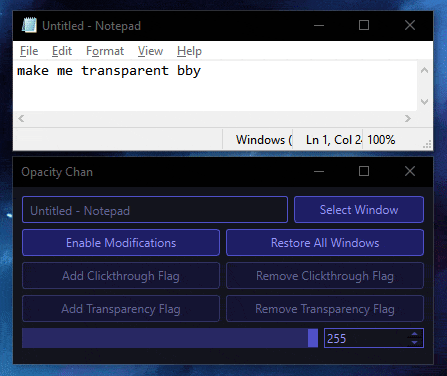 Untitled - Notepad
File Edit Format View Help
make me transparent bby
Windows ( Ln 1, Col 2 100%
Opacity Chan
Untitled - Notepad Select Window
Enable Modifications Restore All Windows
Add Clickthrough Flag Remove Clickthrough Flag
Add Transparency Flag Remove Transparency Flag
255